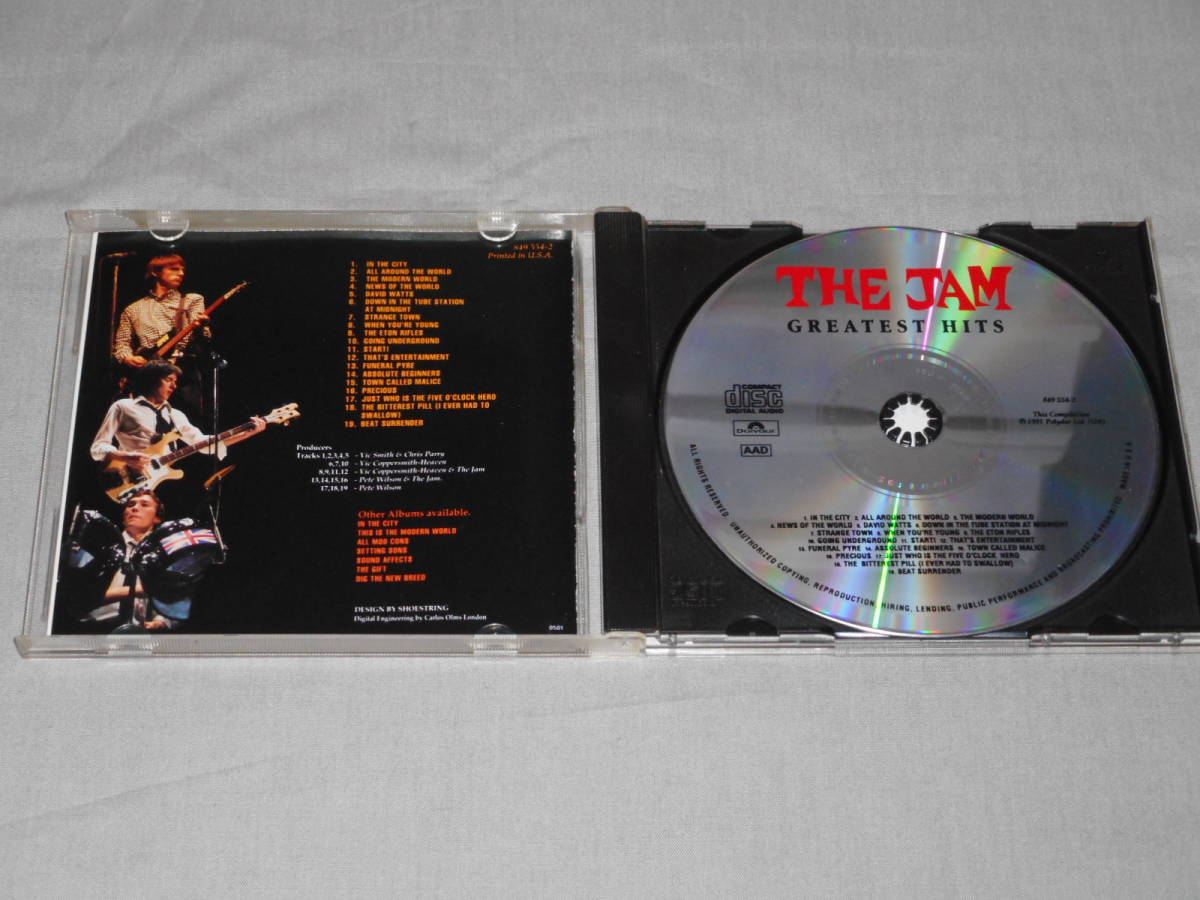 849 554-2
Printed in U.S.A.
1. IN THE CITY
2. ALL AROUND THE WORLD
3. THE MODERN WORLD
4. NEWS OF THE WORLD
5. DAVID WATTS
6. DOWN IN THE TUBE STATION
AT MIDNIGHT
7. STRANGE TOWN
8. WHEN YOU'RE YOUNG
9. THE ETON RIFLES
10. GOING UNDERGROUND
11. START!
12. THAT'S ENTERTAINMENT
13. FUNERAL PYRE
14. ABSOLUTE BEGINNERS
15. TOWN CALLED MALICE
16. PRECIOUS
17. JUST WHO IS THE FIVE O'CLOCK HERO
18. THE BITTEREST PILL (I EVER HAD TO
SWALLOW)
19. BEAT SURRENDER
Producers
Tracks 1,2,3,4,5 - Vic Smith & Chris Parry
6,7,10 - Vic Coppersmith-Heaven
8,9,11,12 - Vic Coppersmith-Heaven & The Jam
13,14,15,16 - Pete Wilson & The Jam.
17,18,19 - Pete Wilson
Other Albums available.
IN THE CITY
THIS IS THE MODERN WORLD
ALL MOD CONS
SETTING SONS
SOUND AFFECTS
THE GIFT
DIG THE NEW BREED
DESIGN BY SHOESTRING
Digital Engineering by Carlos Olms London
0501
THE JAM
GREATEST HITS
COMPACT
disc
DIGITAL AUDIO
Polydor
AAD
849 554-2
This Compilation
℗ 1991 Polydor Ltd. (UK)
1. IN THE CITY 2. ALL AROUND THE WORLD 3. THE MODERN WORLD
4. NEWS OF THE WORLD 5. DAVID WATTS 6. DOWN IN THE TUBE STATION AT MIDNIGHT
7. STRANGE TOWN 8. WHEN YOU'RE YOUNG 9. THE ETON RIFLES
10. GOING UNDERGROUND 11. START! 12. THAT'S ENTERTAINMENT
13. FUNERAL PYRE 14. ABSOLUTE BEGINNERS 15. TOWN CALLED MALICE
16. PRECIOUS 17. JUST WHO IS THE FIVE O'CLOCK HERO
18. THE BITTEREST PILL (I EVER HAD TO SWALLOW)
19. BEAT SURRENDER
ALL RIGHTS RESERVED. UNAUTHORIZED COPYING, REPRODUCTION, HIRING, LENDING, PUBLIC PERFORMANCE AND BROADCASTING PROHIBITED. MADE IN U.S.A.